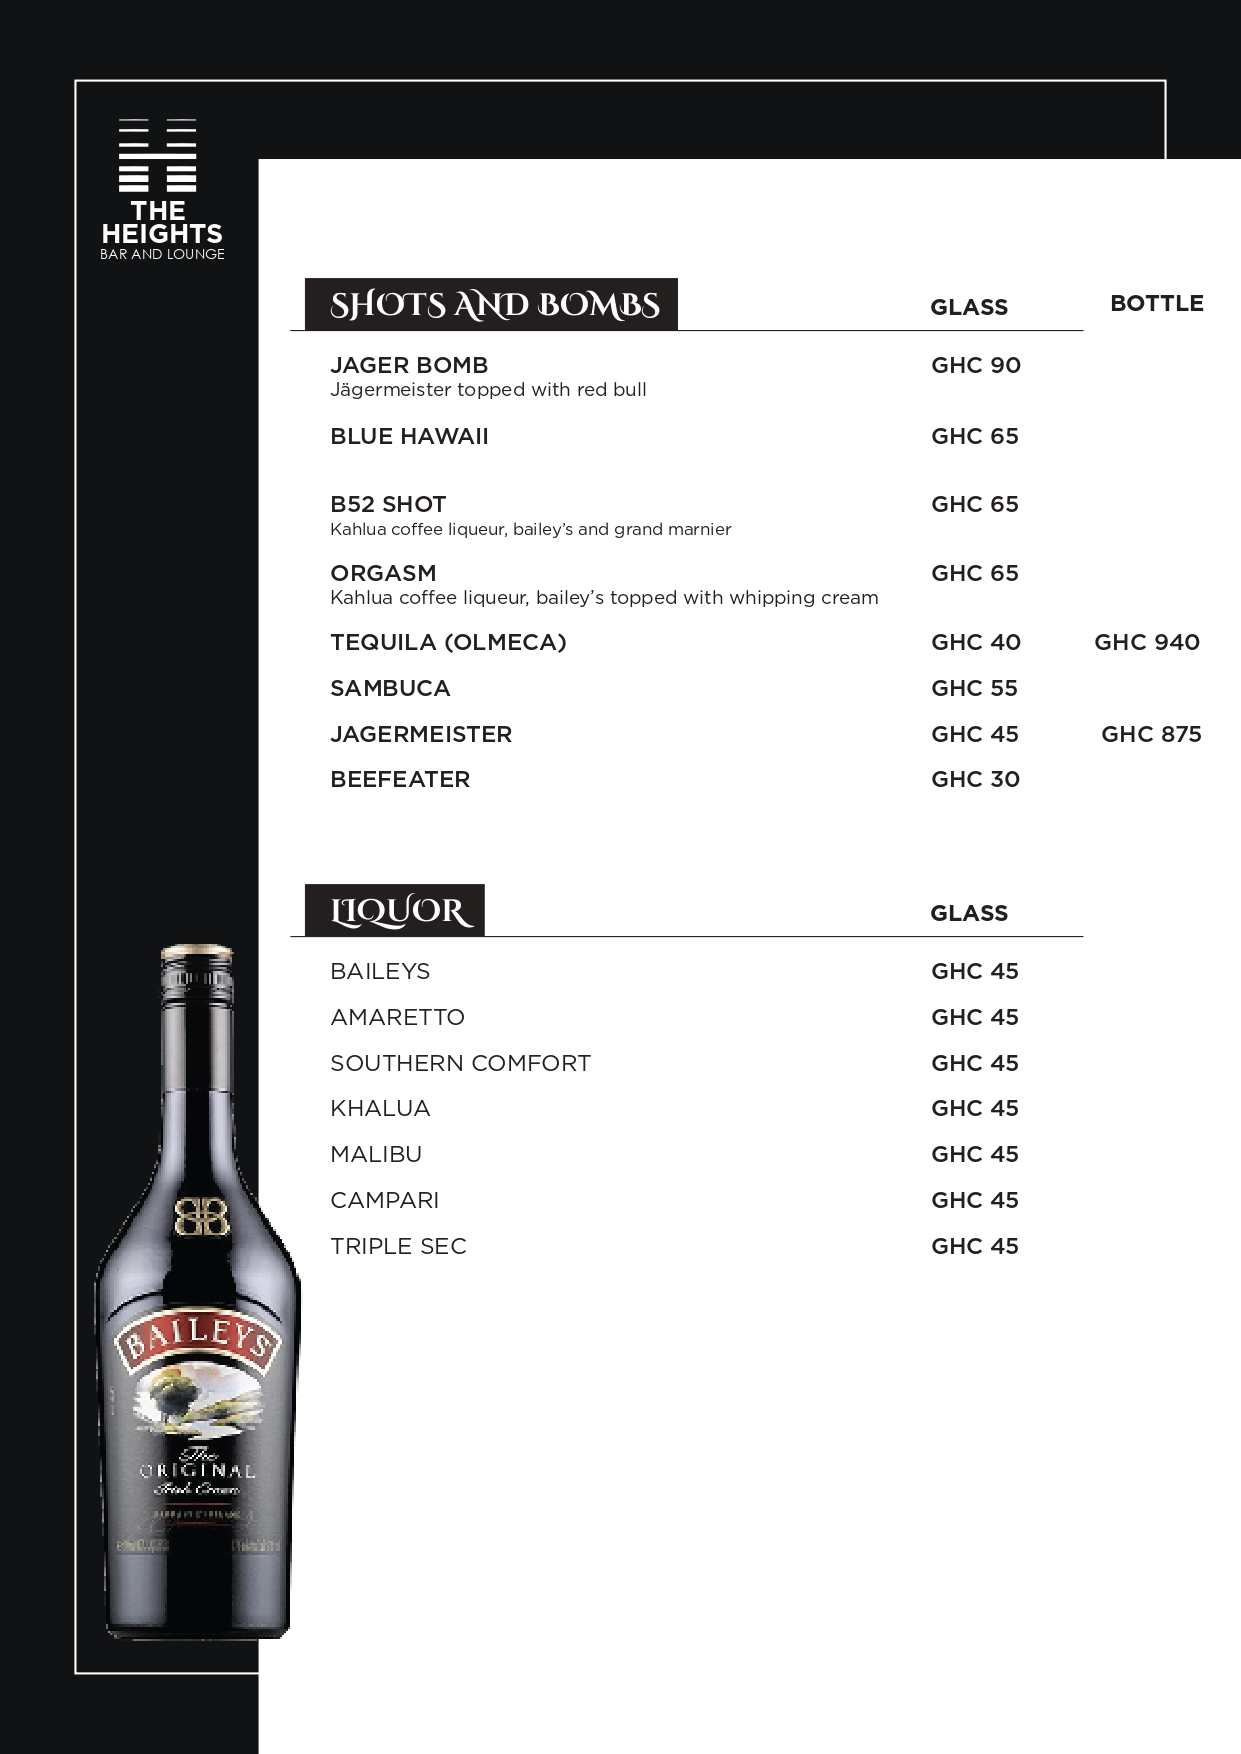 THE
HEIGHTS
BAR AND LOUNGE
SHOTS AND BOMBS GLASS BOTTLE
JAGER BOMB GHC 90
Jägermeister topped with red bull
BLUE HAWAII GHC 65
B52 SHOT GHC 65
Kahlua coffee liqueur, bailey’s and grand marnier
ORGASM GHC 65
Kahlua coffee liqueur, bailey’s topped with whipping cream
TEQUILA (OLMECA) GHC 40 GHC 940
SAMBUCA GHC 55
JAGERMEISTER GHC 45 GHC 875
BEEFEATER GHC 30
LIQUOR GLASS
BAILEYS GHC 45
AMARETTO GHC 45
SOUTHERN COMFORT GHC 45
KHALUA GHC 45
MALIBU GHC 45
CAMPARI GHC 45
TRIPLE SEC GHC 45
BAILEYS
The
ORIGINAL
Irish Cream